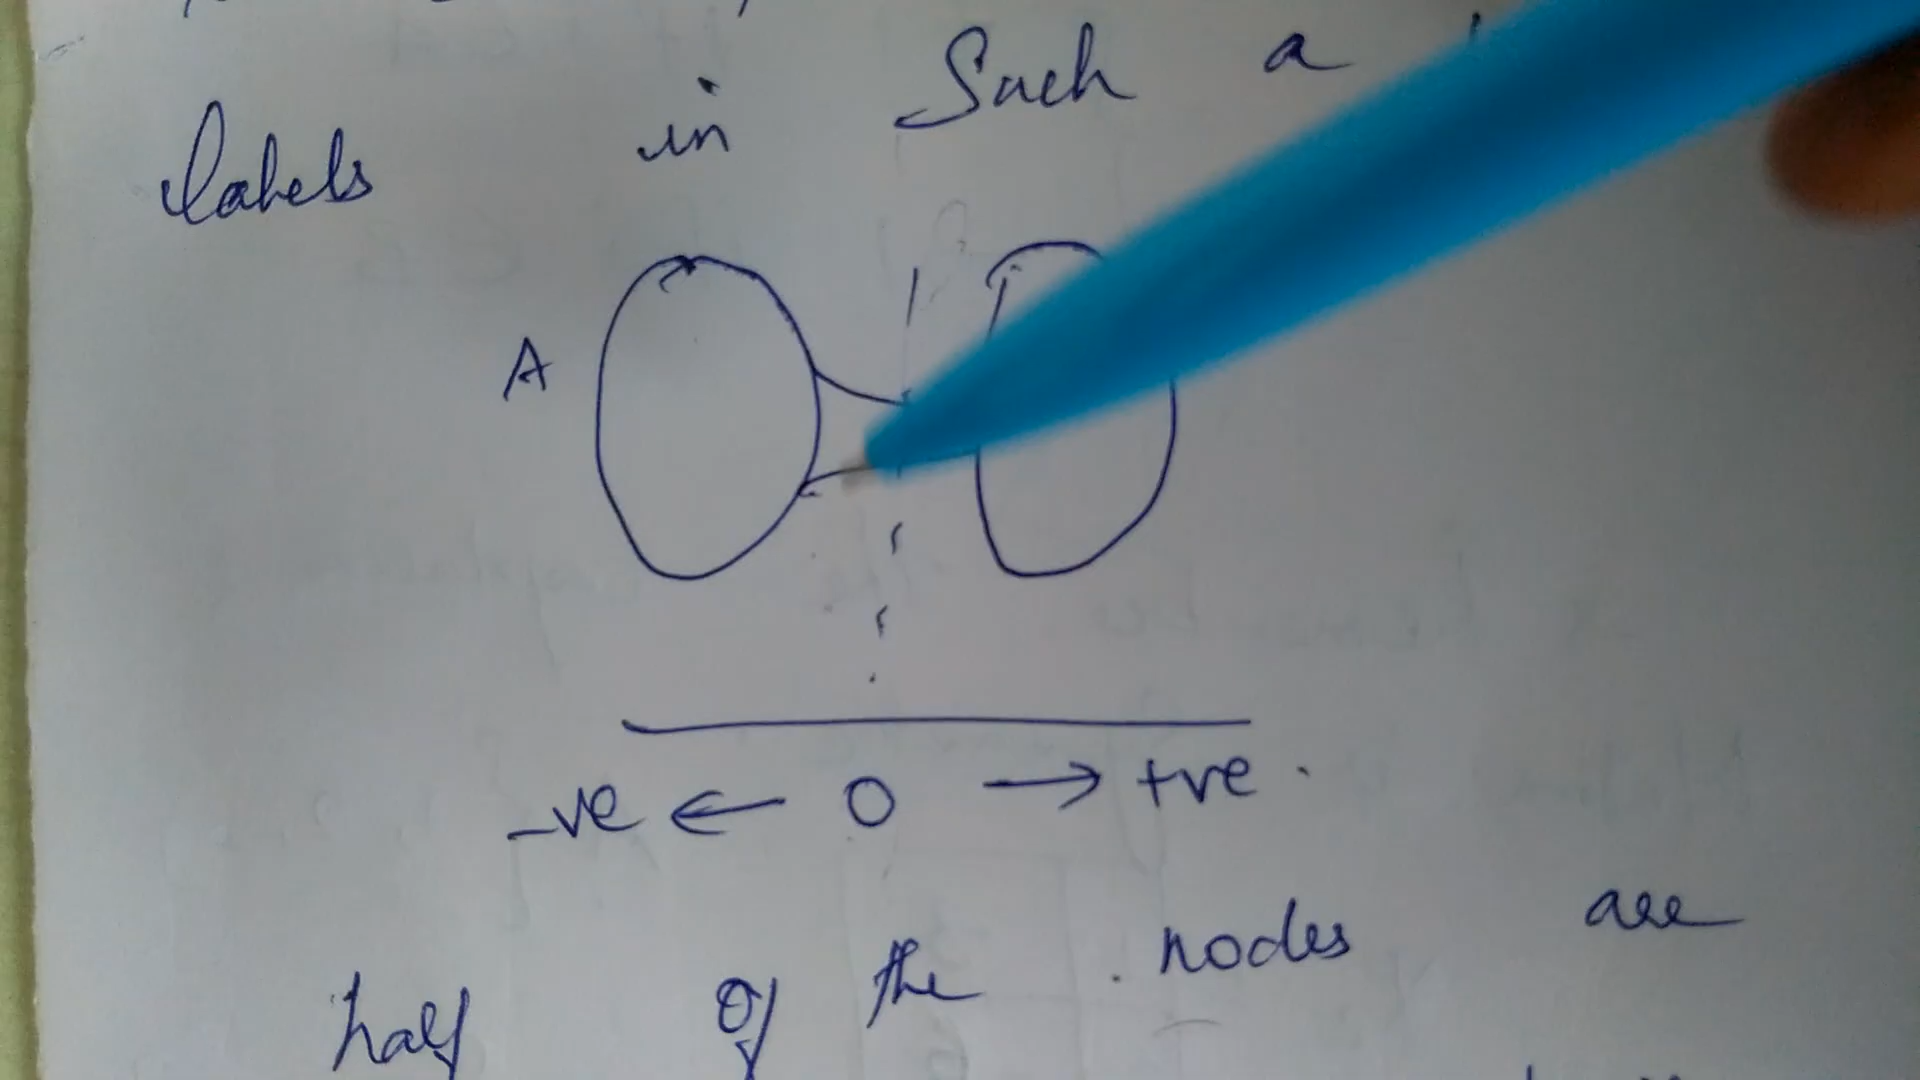 labels in Such a
A
-ve ← 0 → +ve.
half of the nodes are